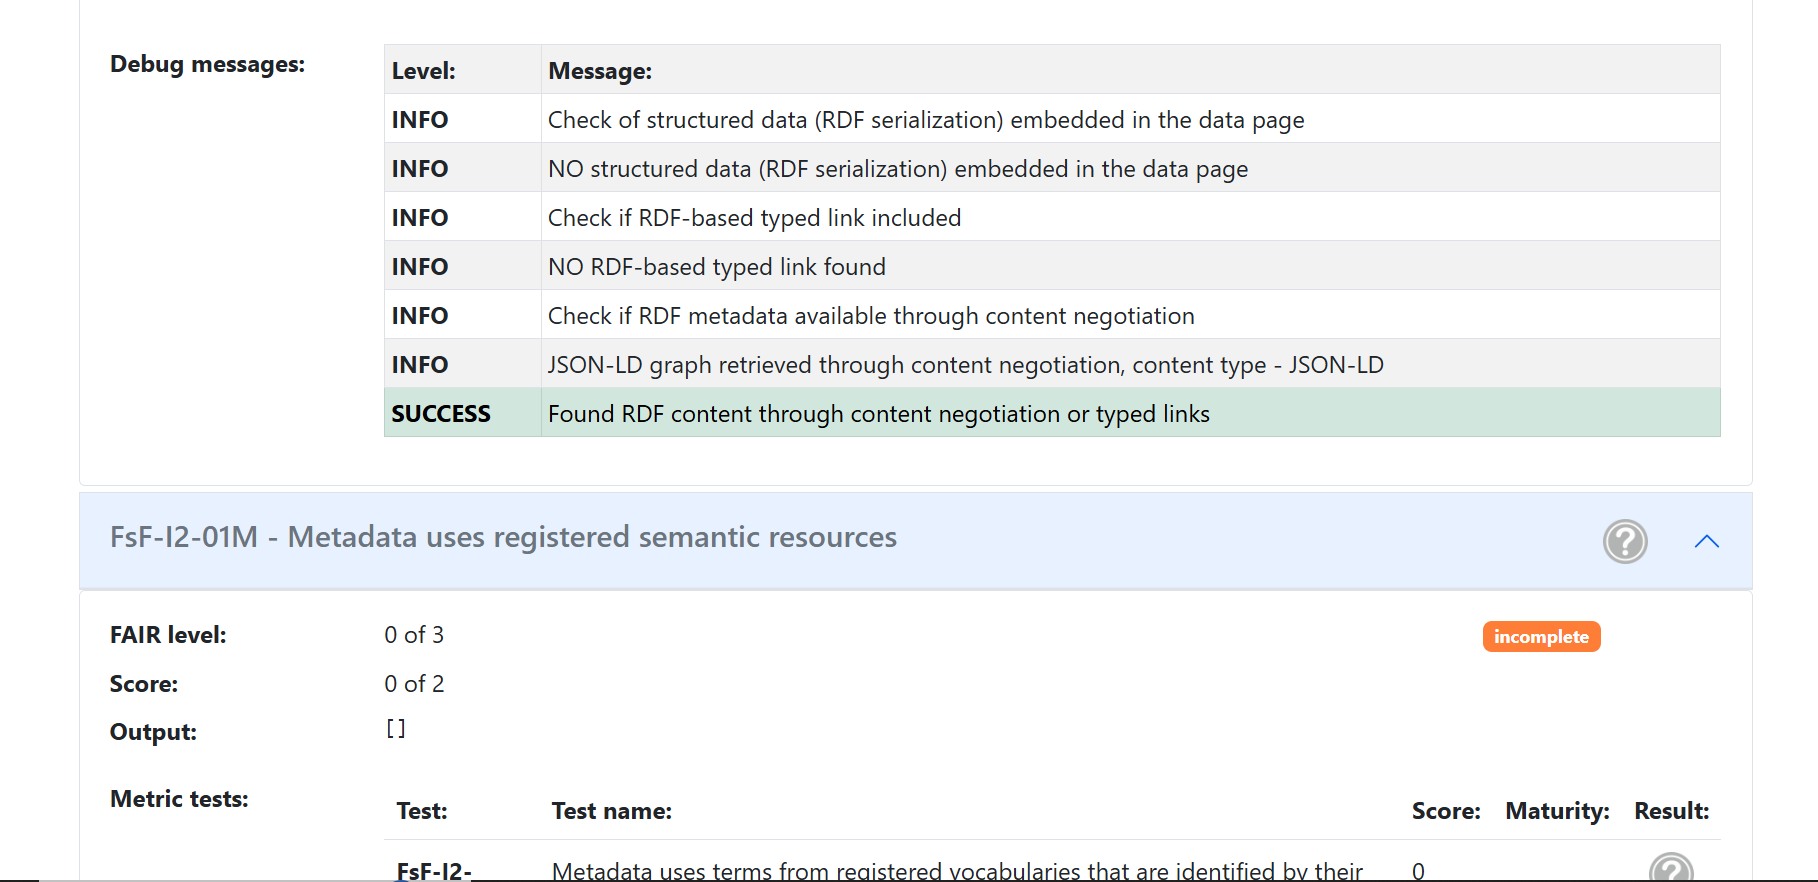 Debug messages:
Level: Message:
INFO Check of structured data (RDF serialization) embedded in the data page
INFO NO structured data (RDF serialization) embedded in the data page
INFO Check if RDF-based typed link included
INFO NO RDF-based typed link found
INFO Check if RDF metadata available through content negotiation
INFO JSON-LD graph retrieved through content negotiation, content type - JSON-LD
SUCCESS Found RDF content through content negotiation or typed links
FsF-I2-01M - Metadata uses registered semantic resources
?
FAIR level: 0 of 3 incomplete
Score: 0 of 2
Output: []
Metric tests:
Test: Test name: Score: Maturity: Result:
FsF-I2- Metadata uses terms from registered vocabularies that are identified by their 0 ?